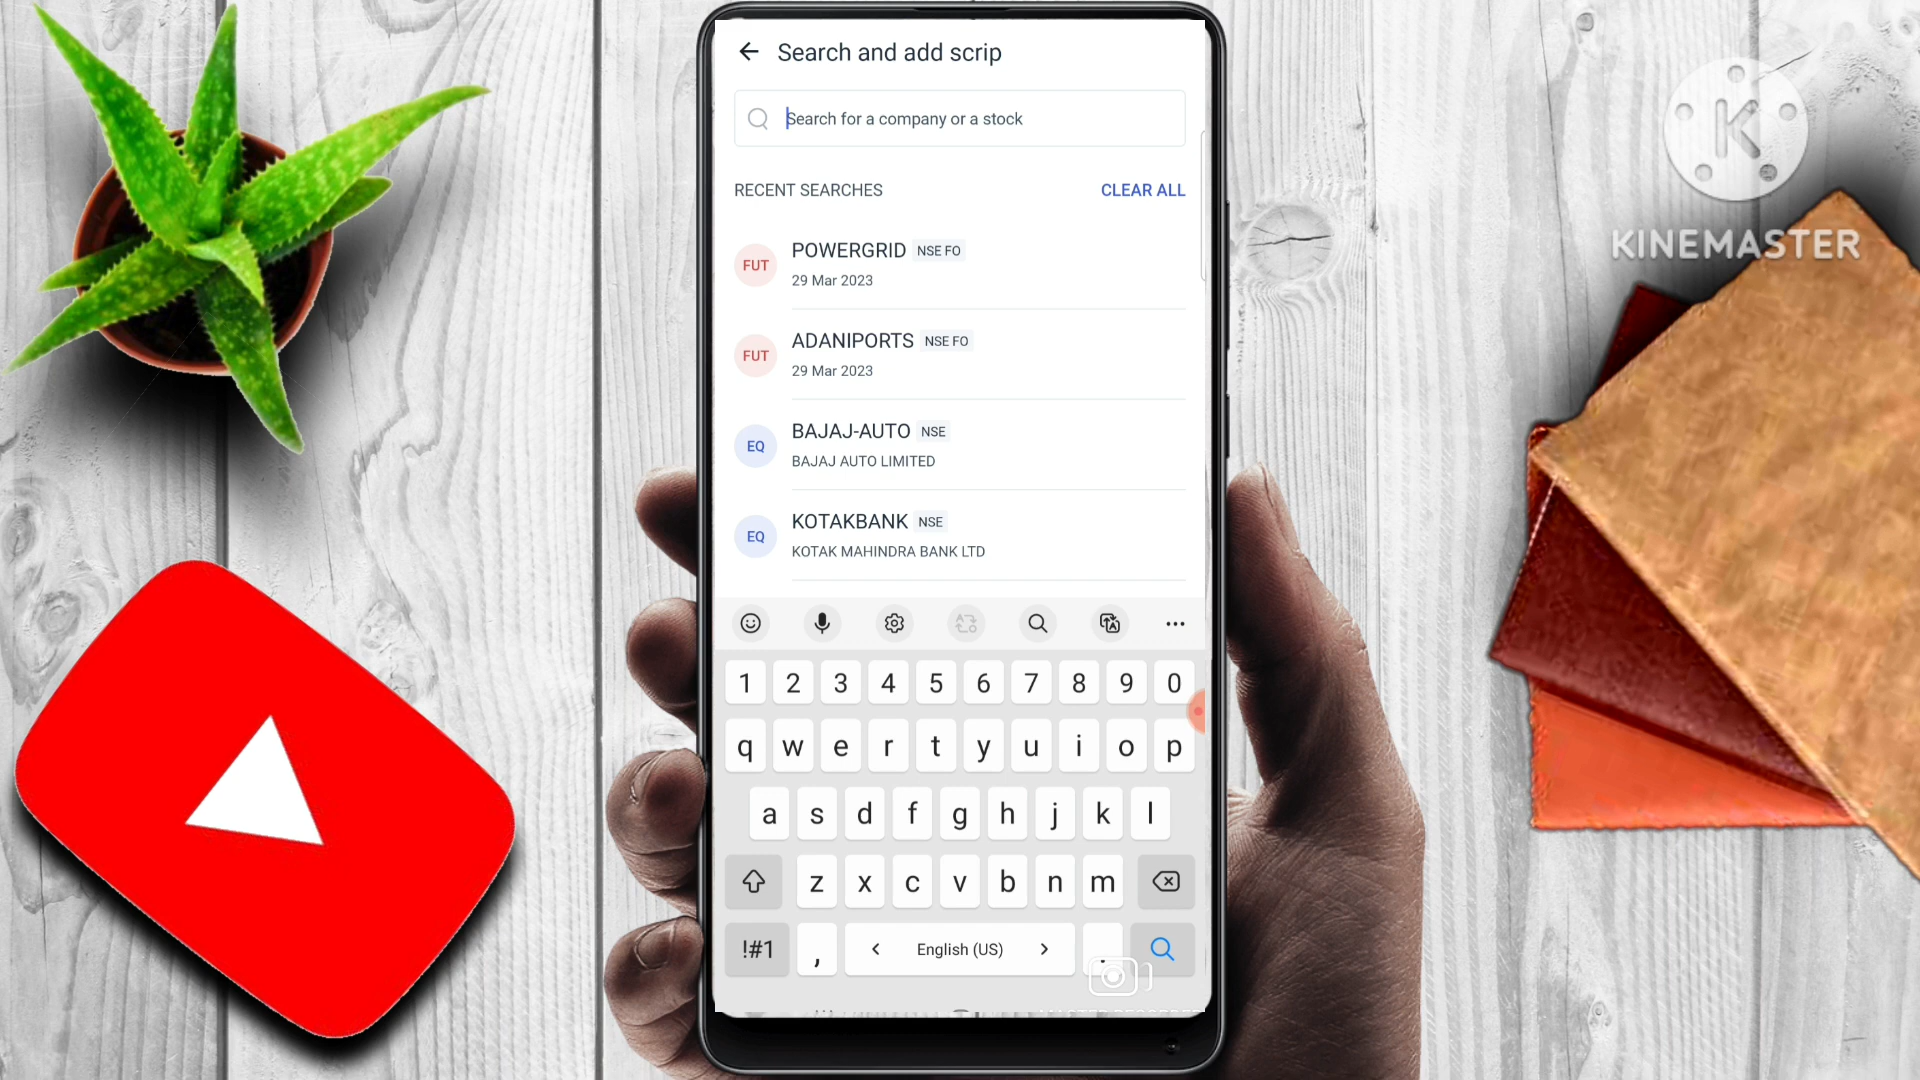 Search and add scrip
Search for a company or a stock
RECENT SEARCHES
CLEAR ALL
FUT
POWERGRID NSE FO
29 Mar 2023
FUT
ADANIPORTS NSE FO
29 Mar 2023
EQ
BAJAJ-AUTO NSE
BAJAJ AUTO LIMITED
EQ
KOTAKBANK NSE
KOTAK MAHINDRA BANK LTD
1 2 3 4 5 6 7 8 9 0
q w e r t y u i o p
a s d f g h j k l
z x c v b n m
!#1 , < English (US) > .
K
KINEMASTER